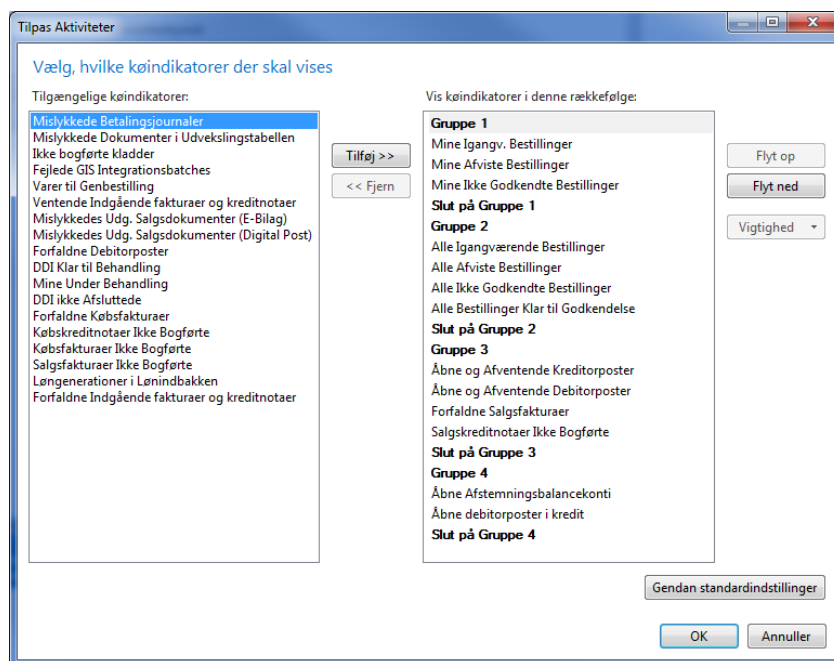 Tilpas Aktiviteter
Vælg, hvilke køindikatorer der skal vises
Tilgængelige køindikatorer:
Mislykkede Betalingsjournaler
Mislykkede Dokumenter i Udvekslingstabellen
Ikke bogførte kladder
Fejlede GIS Integrationsbatches
Varer til Genbestilling
Ventende Indgående fakturaer og kreditnotaer
Mislykkedes Udg. Salgsdokumenter (E-Bilag)
Mislykkedes Udg. Salgsdokumenter (Digital Post)
Forfaldne Debitorposter
DDI Klar til Behandling
Mine Under Behandling
DDI ikke Afsluttede
Forfaldne Købsfakturaer
Købskreditnotaer Ikke Bogførte
Købsfakturaer Ikke Bogførte
Salgsfakturaer Ikke Bogførte
Løngenerationer i Lønindbakken
Forfaldne Indgående fakturaer og kreditnotaer
Tilføj >>
<< Fjern
Vis køindikatorer i denne rækkefølge:
Gruppe 1
Mine Igangv. Bestillinger
Mine Afviste Bestillinger
Mine Ikke Godkendte Bestillinger
Slut på Gruppe 1
Gruppe 2
Alle Igangværende Bestillinger
Alle Afviste Bestillinger
Alle Ikke Godkendte Bestillinger
Alle Bestillinger Klar til Godkendelse
Slut på Gruppe 2
Gruppe 3
Åbne og Afventende Kreditorposter
Åbne og Afventende Debitorposter
Forfaldne Salgsfakturaer
Salgskreditnotaer Ikke Bogførte
Slut på Gruppe 3
Gruppe 4
Åbne Afstemningsbalancekonti
Åbne debitorposter i kredit
Slut på Gruppe 4
Flyt op
Flyt ned
Vigtighed
Gendan standardindstillinger
OK
Annuller